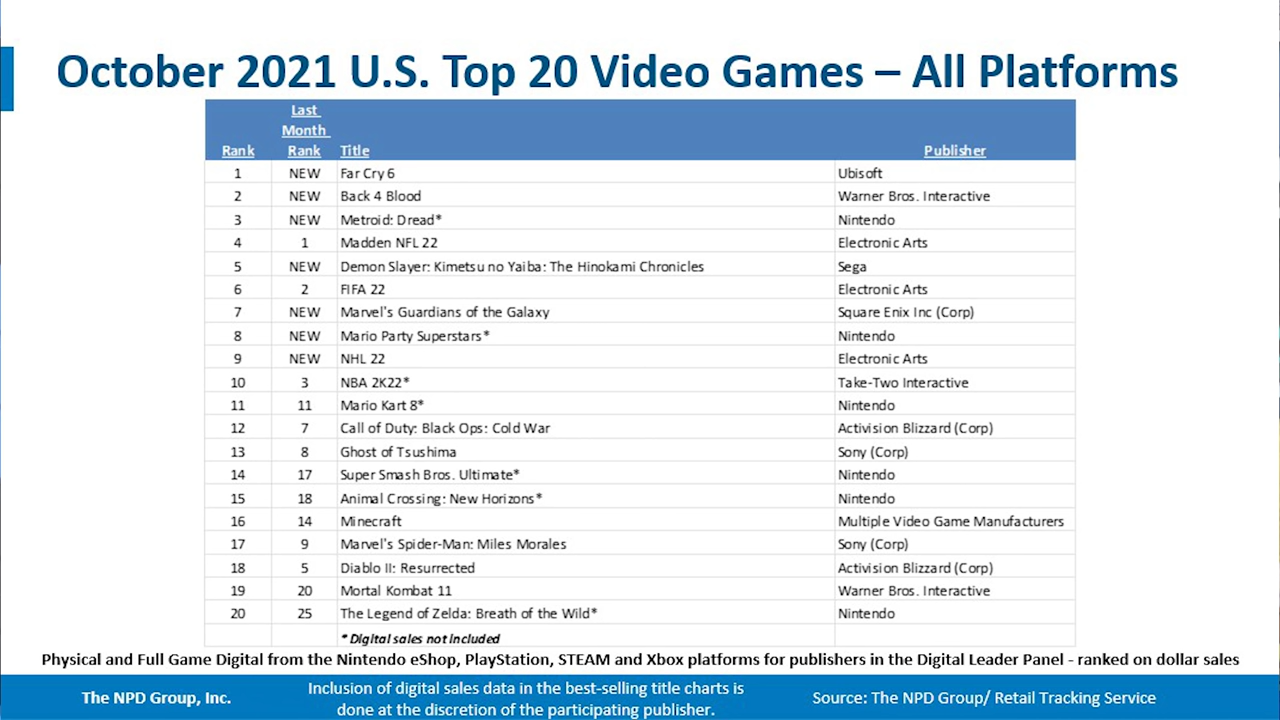 October 2021 U.S. Top 20 Video Games – All Platforms
Rank Last Month Rank Title Publisher
1 NEW Far Cry 6 Ubisoft
2 NEW Back 4 Blood Warner Bros. Interactive
3 NEW Metroid: Dread* Nintendo
4 1 Madden NFL 22 Electronic Arts
5 NEW Demon Slayer: Kimetsu no Yaiba: The Hinokami Chronicles Sega
6 2 FIFA 22 Electronic Arts
7 NEW Marvel's Guardians of the Galaxy Square Enix Inc (Corp)
8 NEW Mario Party Superstars* Nintendo
9 NEW NHL 22 Electronic Arts
10 3 NBA 2K22* Take-Two Interactive
11 11 Mario Kart 8* Nintendo
12 7 Call of Duty: Black Ops: Cold War Activision Blizzard (Corp)
13 8 Ghost of Tsushima Sony (Corp)
14 17 Super Smash Bros. Ultimate* Nintendo
15 18 Animal Crossing: New Horizons* Nintendo
16 14 Minecraft Multiple Video Game Manufacturers
17 9 Marvel's Spider-Man: Miles Morales Sony (Corp)
18 5 Diablo II: Resurrected Activision Blizzard (Corp)
19 20 Mortal Kombat 11 Warner Bros. Interactive
20 25 The Legend of Zelda: Breath of the Wild* Nintendo
* Digital sales not included
Physical and Full Game Digital from the Nintendo eShop, PlayStation, STEAM and Xbox platforms for publishers in the Digital Leader Panel - ranked on dollar sales
The NPD Group, Inc.
Inclusion of digital sales data in the best-selling title charts is
done at the discretion of the participating publisher.
Source: The NPD Group/ Retail Tracking Service